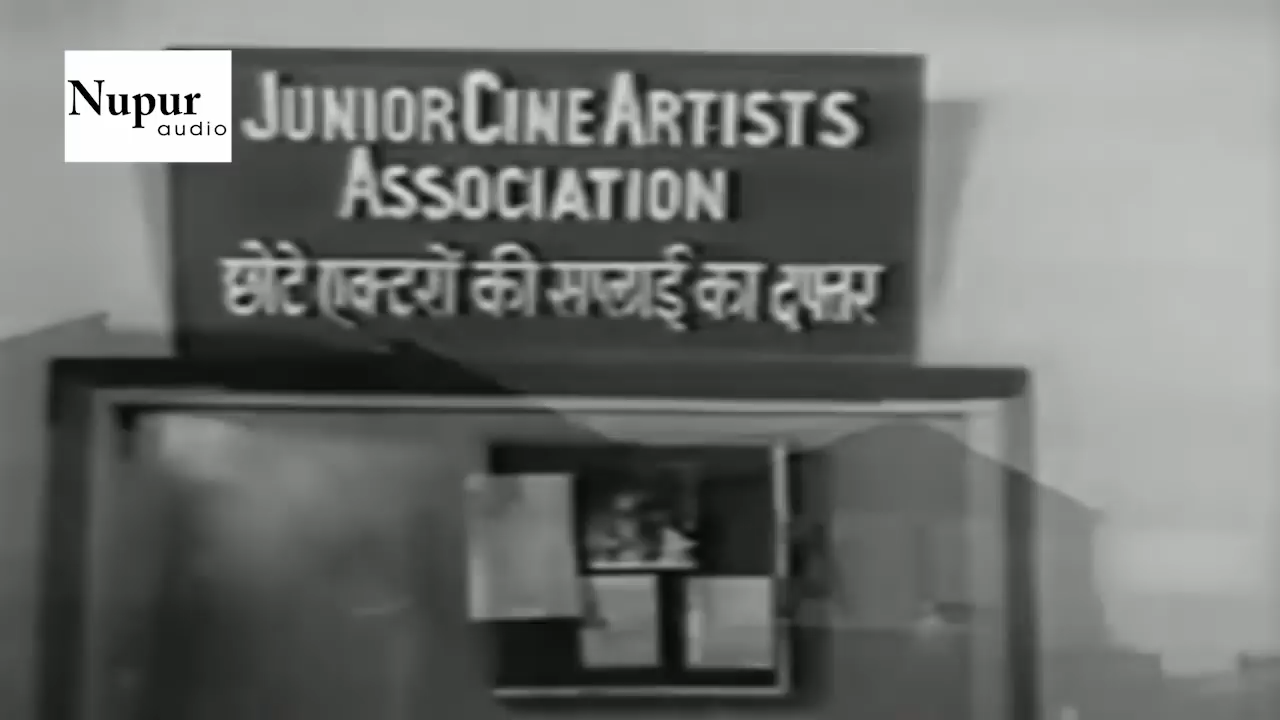 Nupur
audio
JUNIOR CINE ARTISTS
ASSOCIATION
छोटे एक्टरों की सप्लाई का दफ्तर